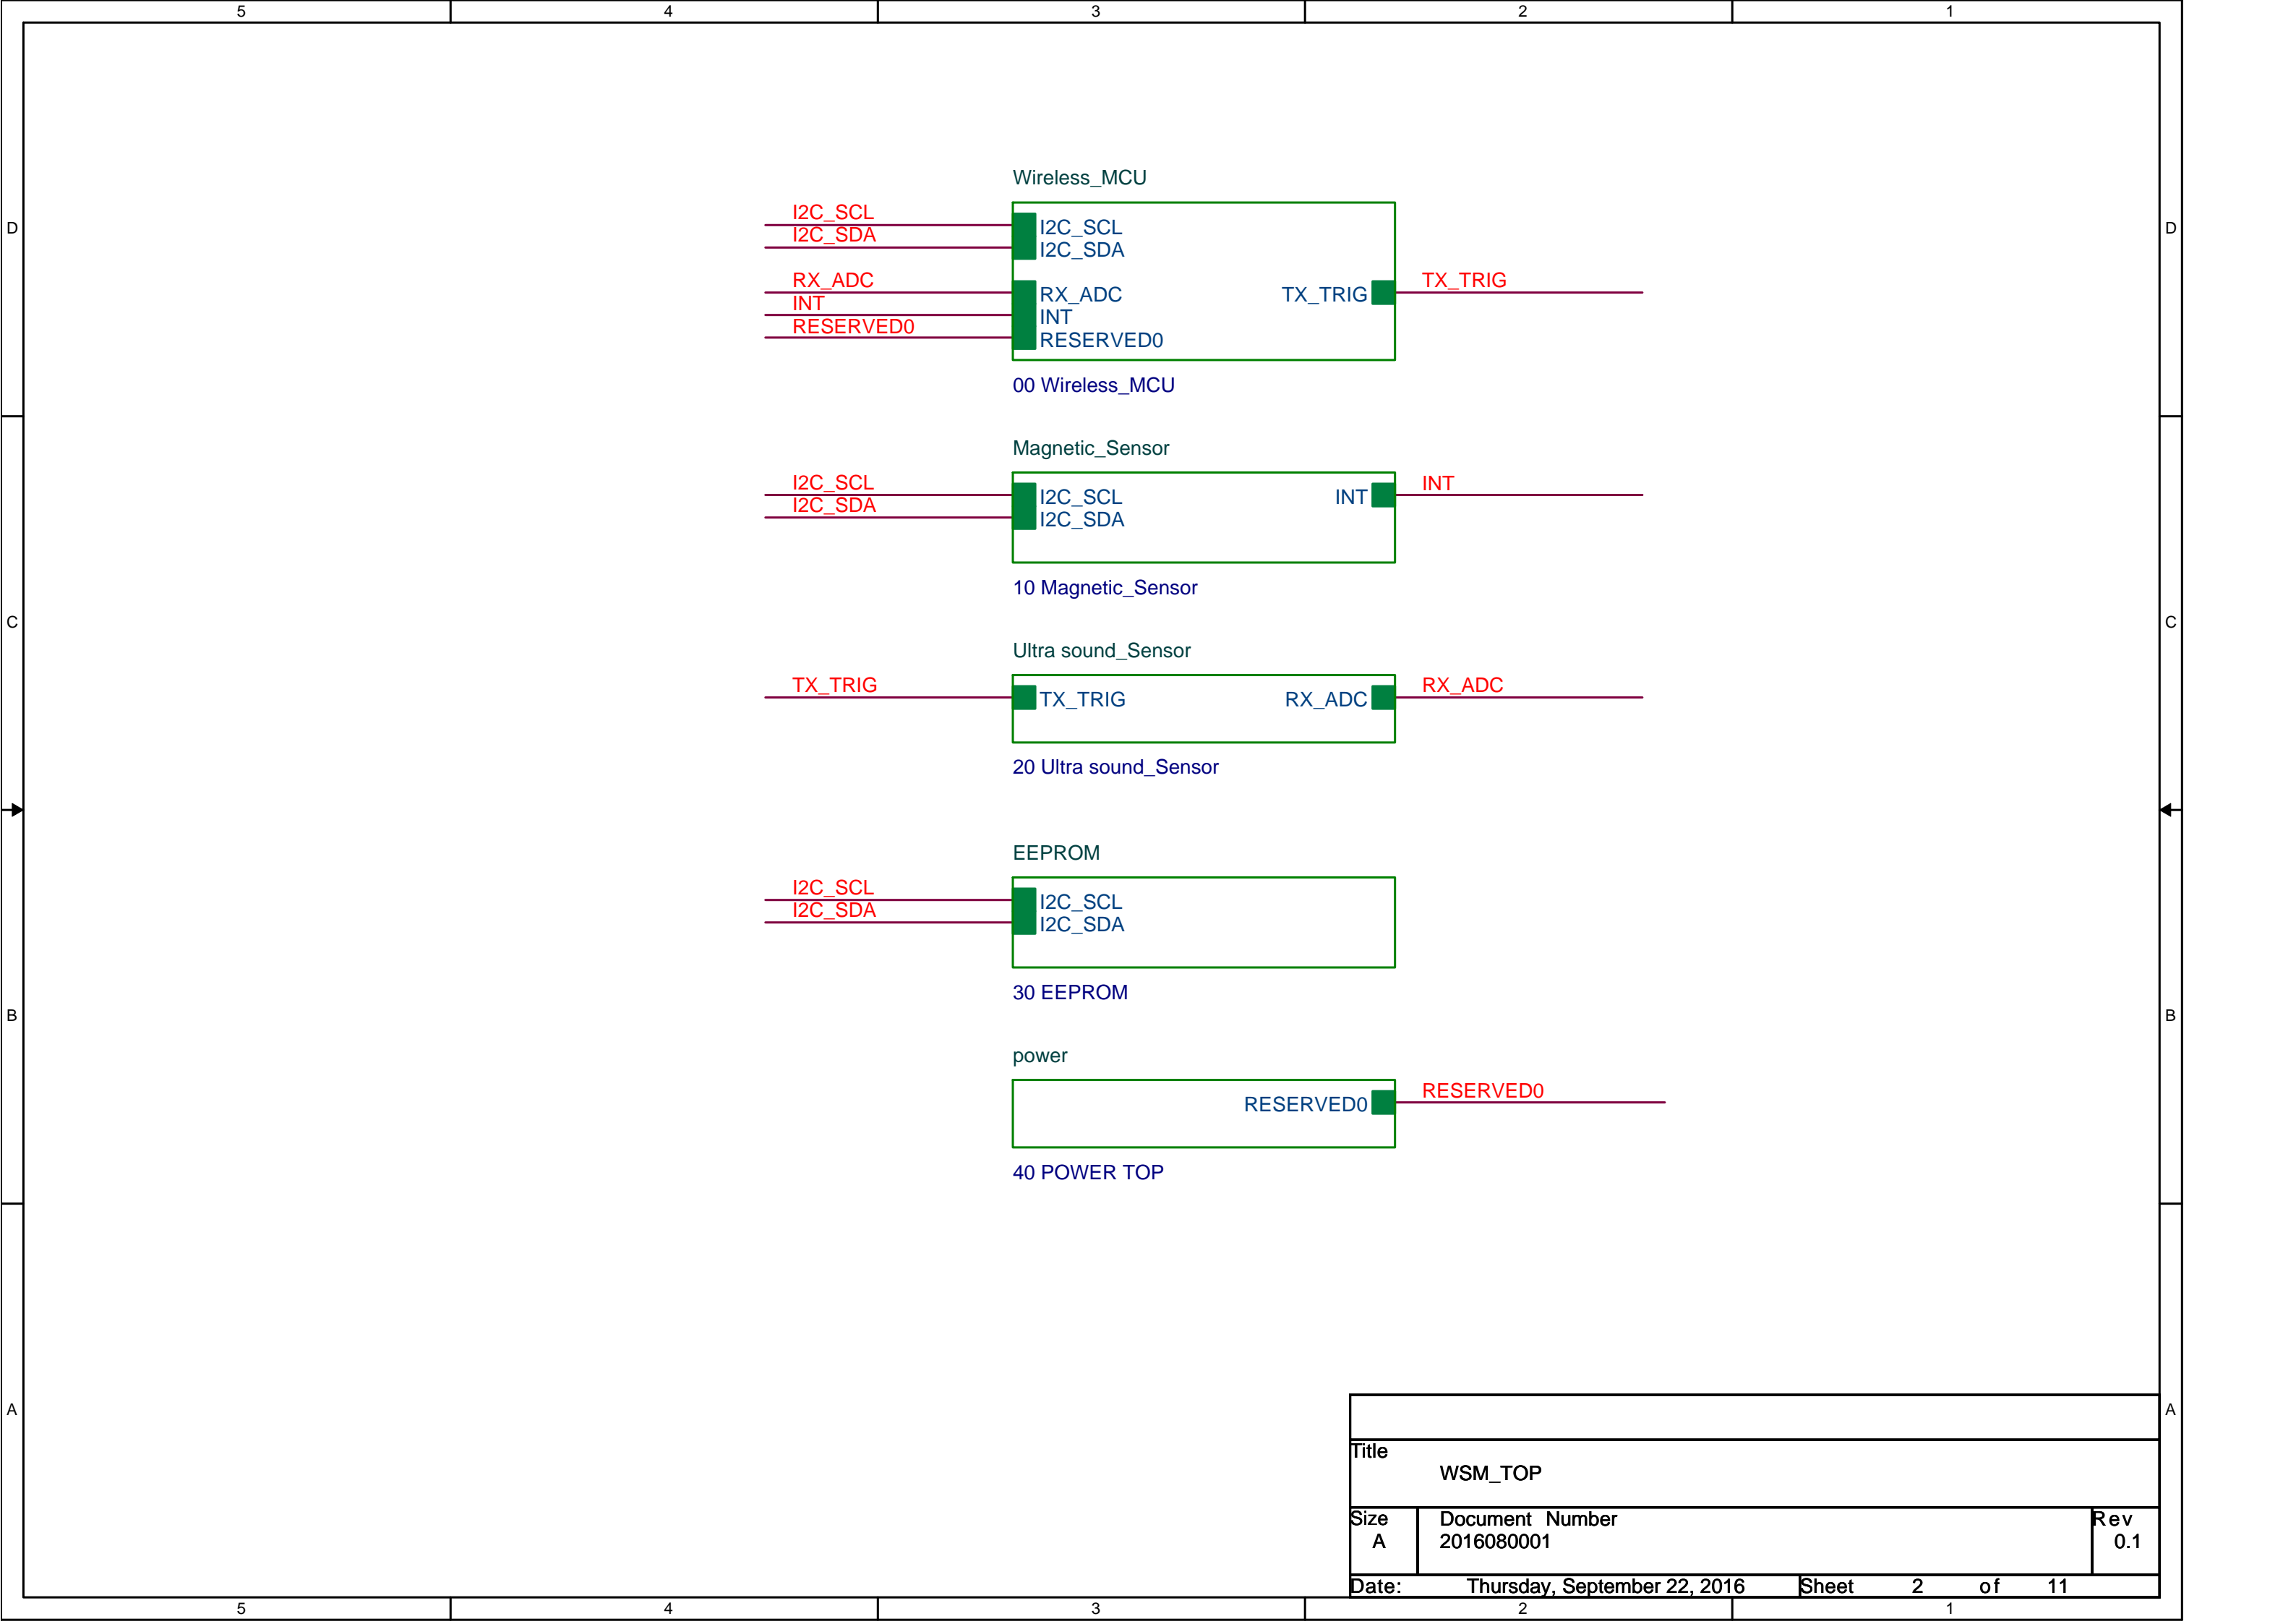 5 4 3 2 1
Wireless_MCU
I2C_SCL
I2C_SDA
RX_ADC
INT
RESERVED0
I2C_SCL
I2C_SDA
RX_ADC
INT
RESERVED0
TX_TRIG
TX_TRIG
00 Wireless_MCU
D
D
Magnetic_Sensor
I2C_SCL
I2C_SDA
I2C_SCL
I2C_SDA
INT
INT
10 Magnetic_Sensor
C
C
Ultra sound_Sensor
TX_TRIG
TX_TRIG
RX_ADC
RX_ADC
20 Ultra sound_Sensor
EEPROM
I2C_SCL
I2C_SDA
I2C_SCL
I2C_SDA
30 EEPROM
B
B
power
RESERVED0
RESERVED0
40 POWER TOP
A
A
Title
WSM_TOP
Size
A
Document Number
2016080001
Rev
0.1
Date: Thursday, September 22, 2016 Sheet 2 of 11
5 4 3 2 1